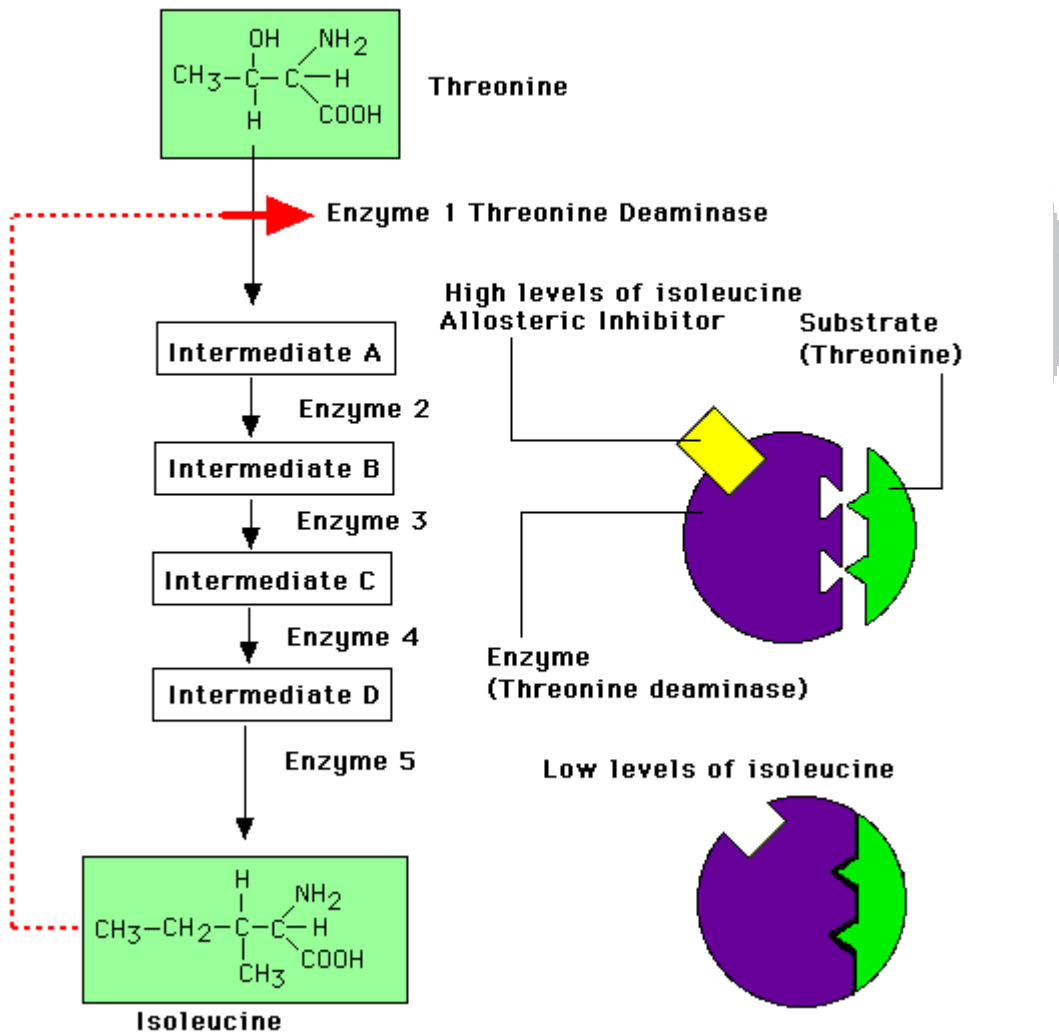 OH
NH2
CH3-C-C-H
H
COOH
Threonine
Enzyme 1 Threonine Deaminase
High levels of isoleucine
Allosteric Inhibitor
Substrate
(Threonine)
Intermediate A
Enzyme 2
Intermediate B
Enzyme 3
Intermediate C
Enzyme 4
Intermediate D
Enzyme 5
Enzyme
(Threonine deaminase)
Low levels of isoleucine
H
NH2
CH3-CH2-C-C-H
COOH
CH3
Isoleucine